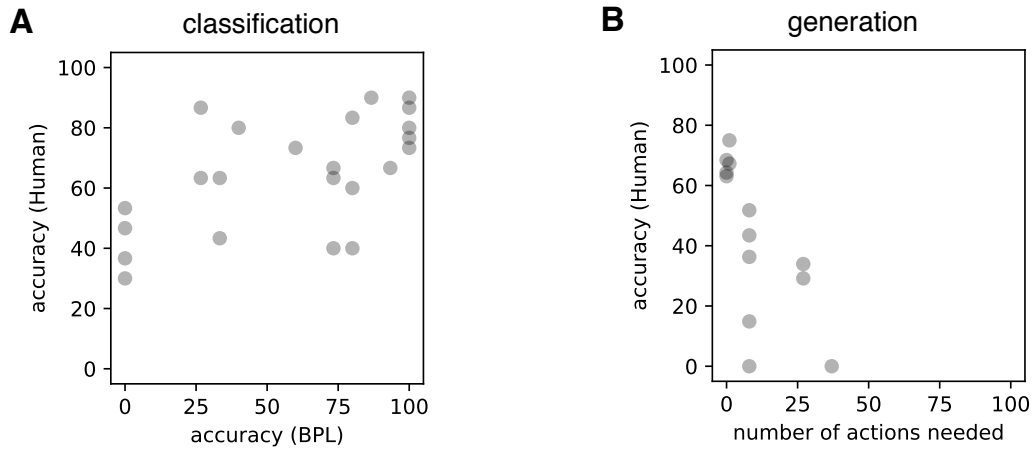 A
classification
accuracy (Human)
100
80
60
40
20
0
0 25 50 75 100
accuracy (BPL)
B
generation
accuracy (Human)
100
80
60
40
20
0
0 25 50 75 100
number of actions needed